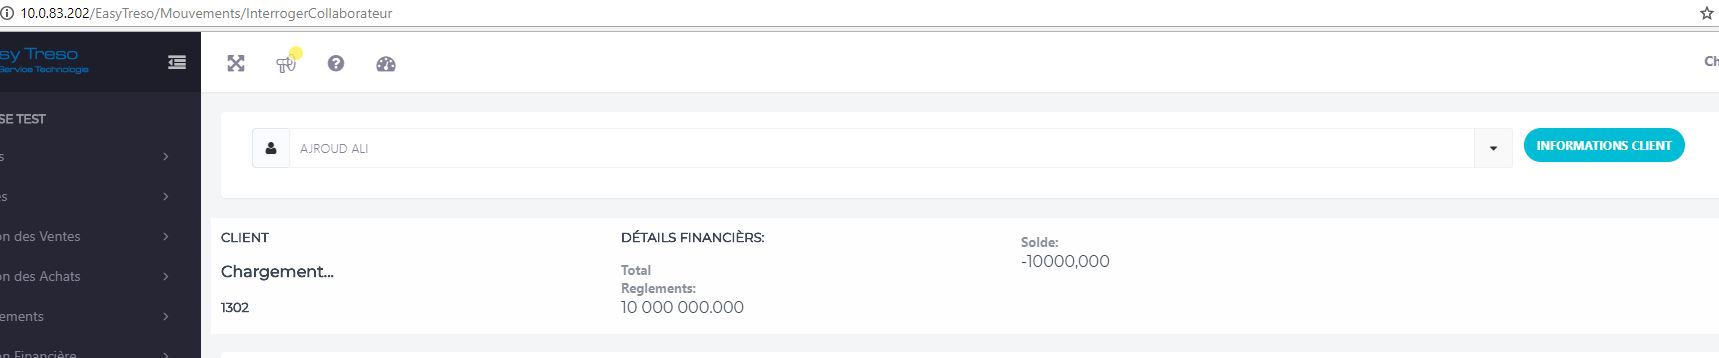 10.0.83.202/EasyTreso/Mouvements/InterrogerCollaborateur
sy Treso
Service Technologie
Ch
SE TEST
s
AJROUD ALI
INFORMATIONS CLIENT
es
on des Ventes
on des Achats
ements
on Financière
CLIENT
Chargement...
1302
DÉTAILS FINANCIÈRS:
Total
Reglements:
10 000 000.000
Solde:
-10000,000